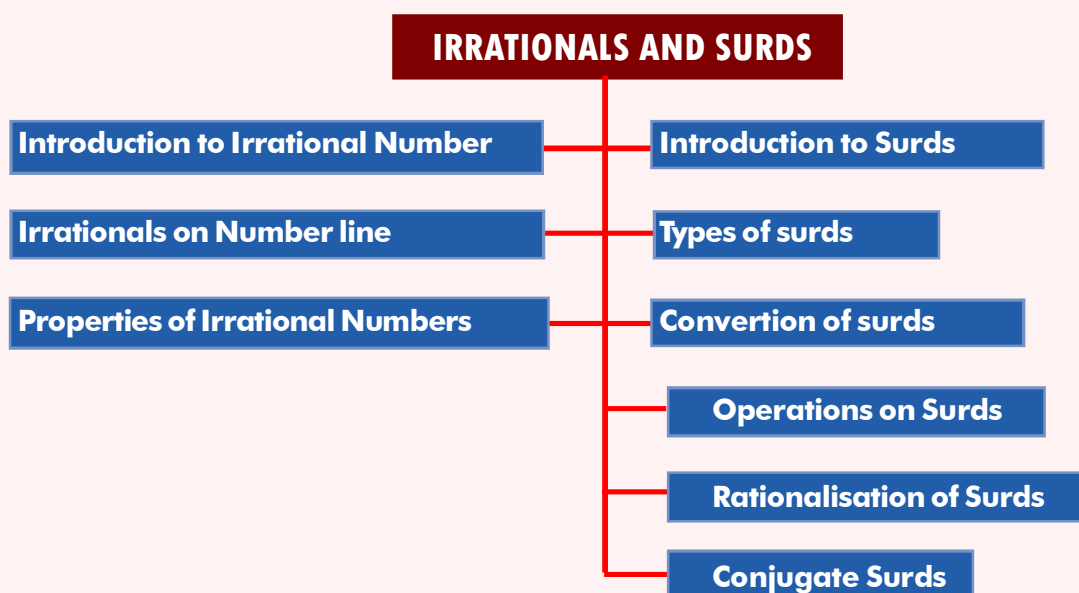 IRRATIONALS AND SURDS
Introduction to Irrational Number
Introduction to Surds
Irrationals on Number line
Types of surds
Properties of Irrational Numbers
Convertion of surds
Operations on Surds
Rationalisation of Surds
Conjugate Surds